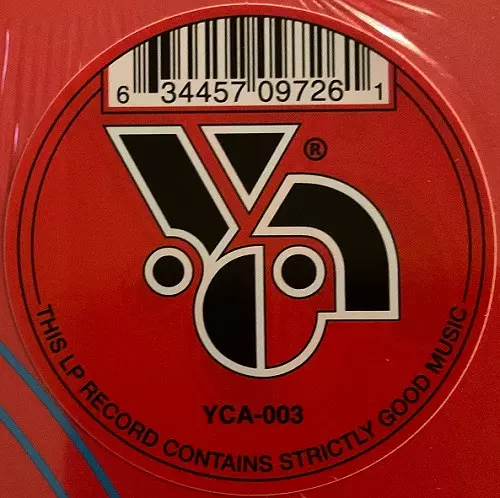 6 34457 09726 1
®
YCA-003
THIS LP RECORD CONTAINS STRICTLY GOOD MUSIC